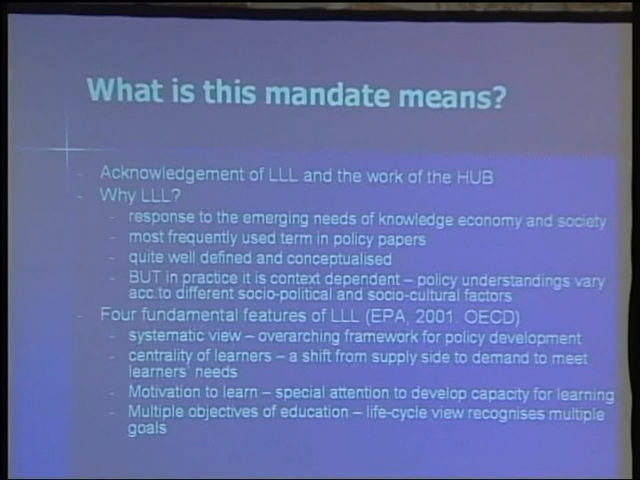 What is this mandate means?
- Acknowledgement of LLL and the work of the HUB
- Why LLL?
- response to the emerging needs of knowledge economy and society
- most frequently used term in policy papers
- quite well defined and conceptualised
- BUT in practice it is context dependent – policy understandings vary
acc.to different socio-political and socio-cultural factors
- Four fundamental features of LLL (EPA, 2001. OECD)
- systematic view – overarching framework for policy development
- centrality of learners – a shift from supply side to demand to meet
learners' needs
- Motivation to learn – special attention to develop capacity for learning
- Multiple objectives of education – life-cycle view recognises multiple
goals